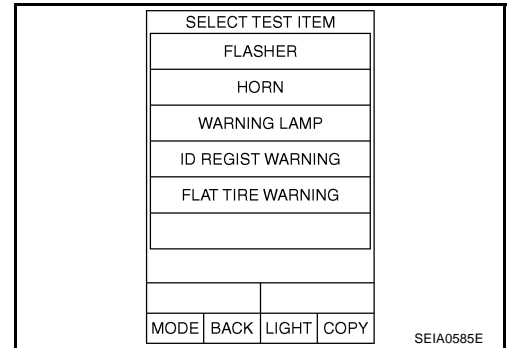 SELECT TEST ITEM
FLASHER
HORN
WARNING LAMP
ID REGIST WARNING
FLAT TIRE WARNING
MODE BACK LIGHT COPY
SEIA0585E